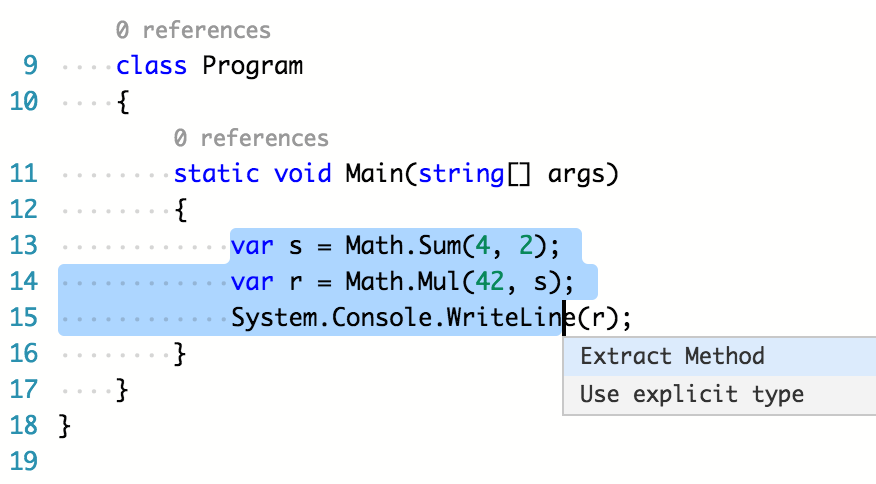 0 references
9 ····class Program
10 ····{
0 references
11 ········static void Main(string[] args)
12 ········{
13 ············var s = Math.Sum(4, 2);
14 ············var r = Math.Mul(42, s);
15 ············System.Console.WriteLine(r);
16 ········}
17 ····}
18 }
19
Extract Method
Use explicit type